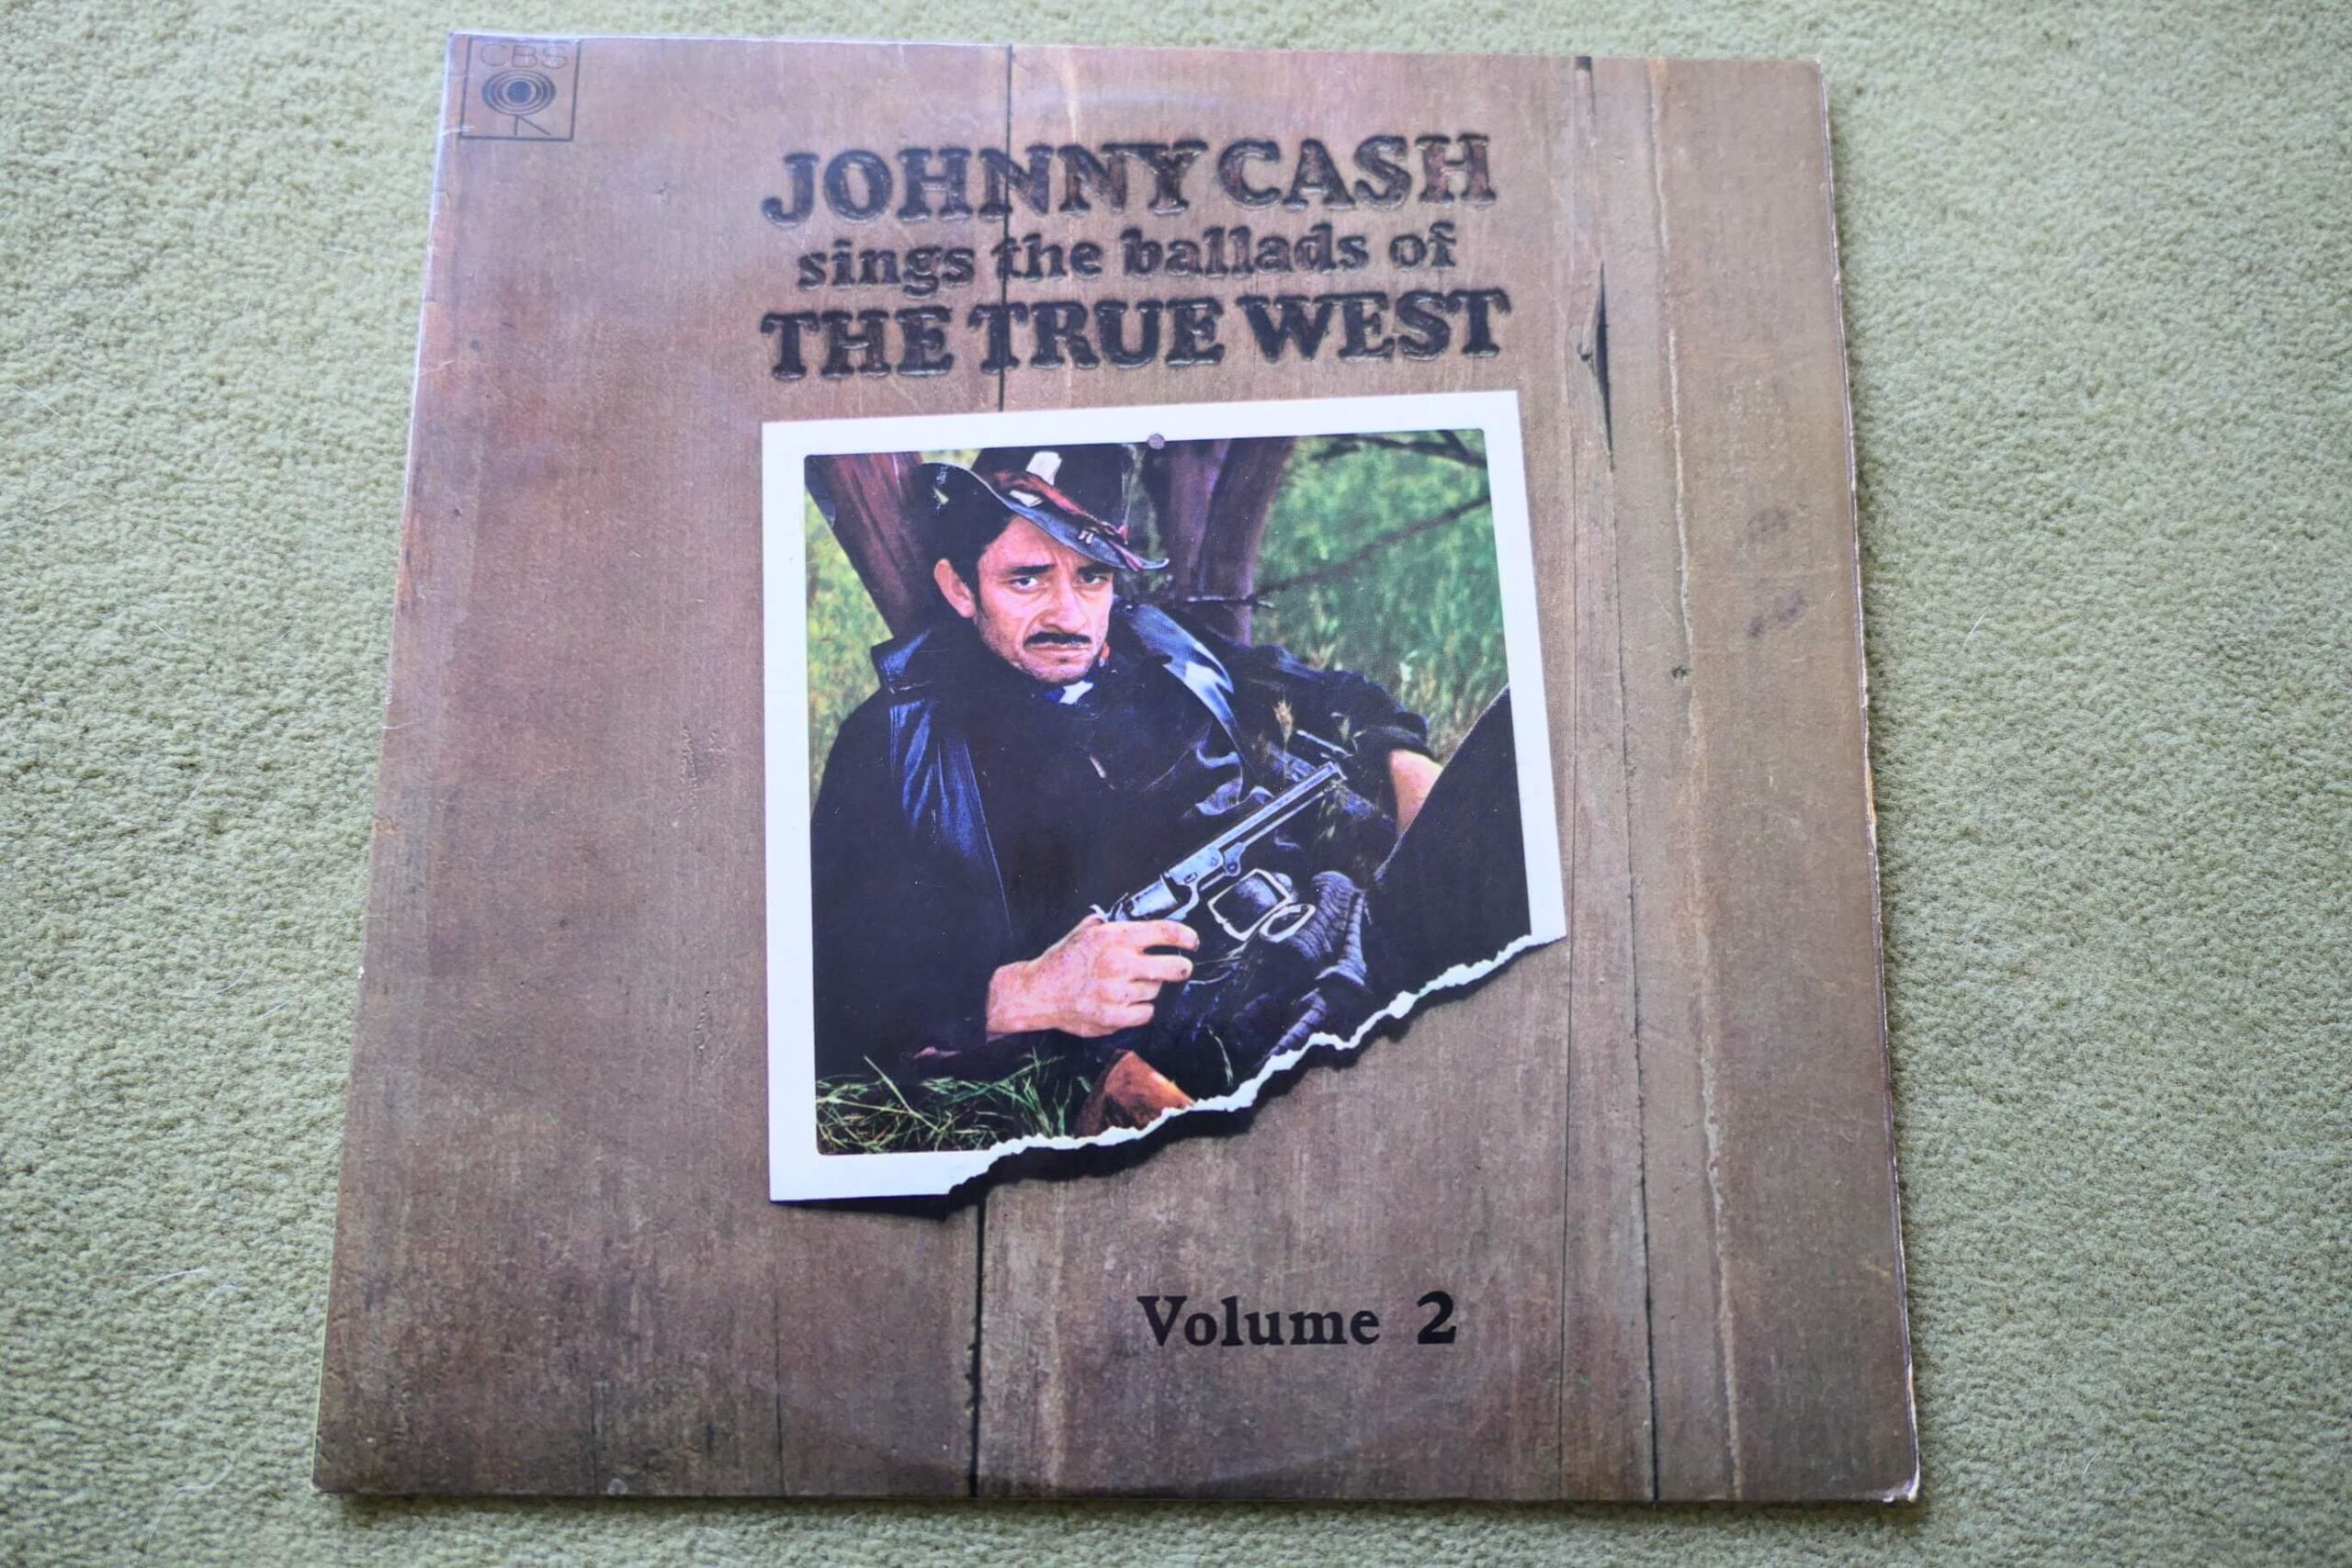 CBS
JOHNNY CASH
sings the ballads of
THE TRUE WEST
Volume 2